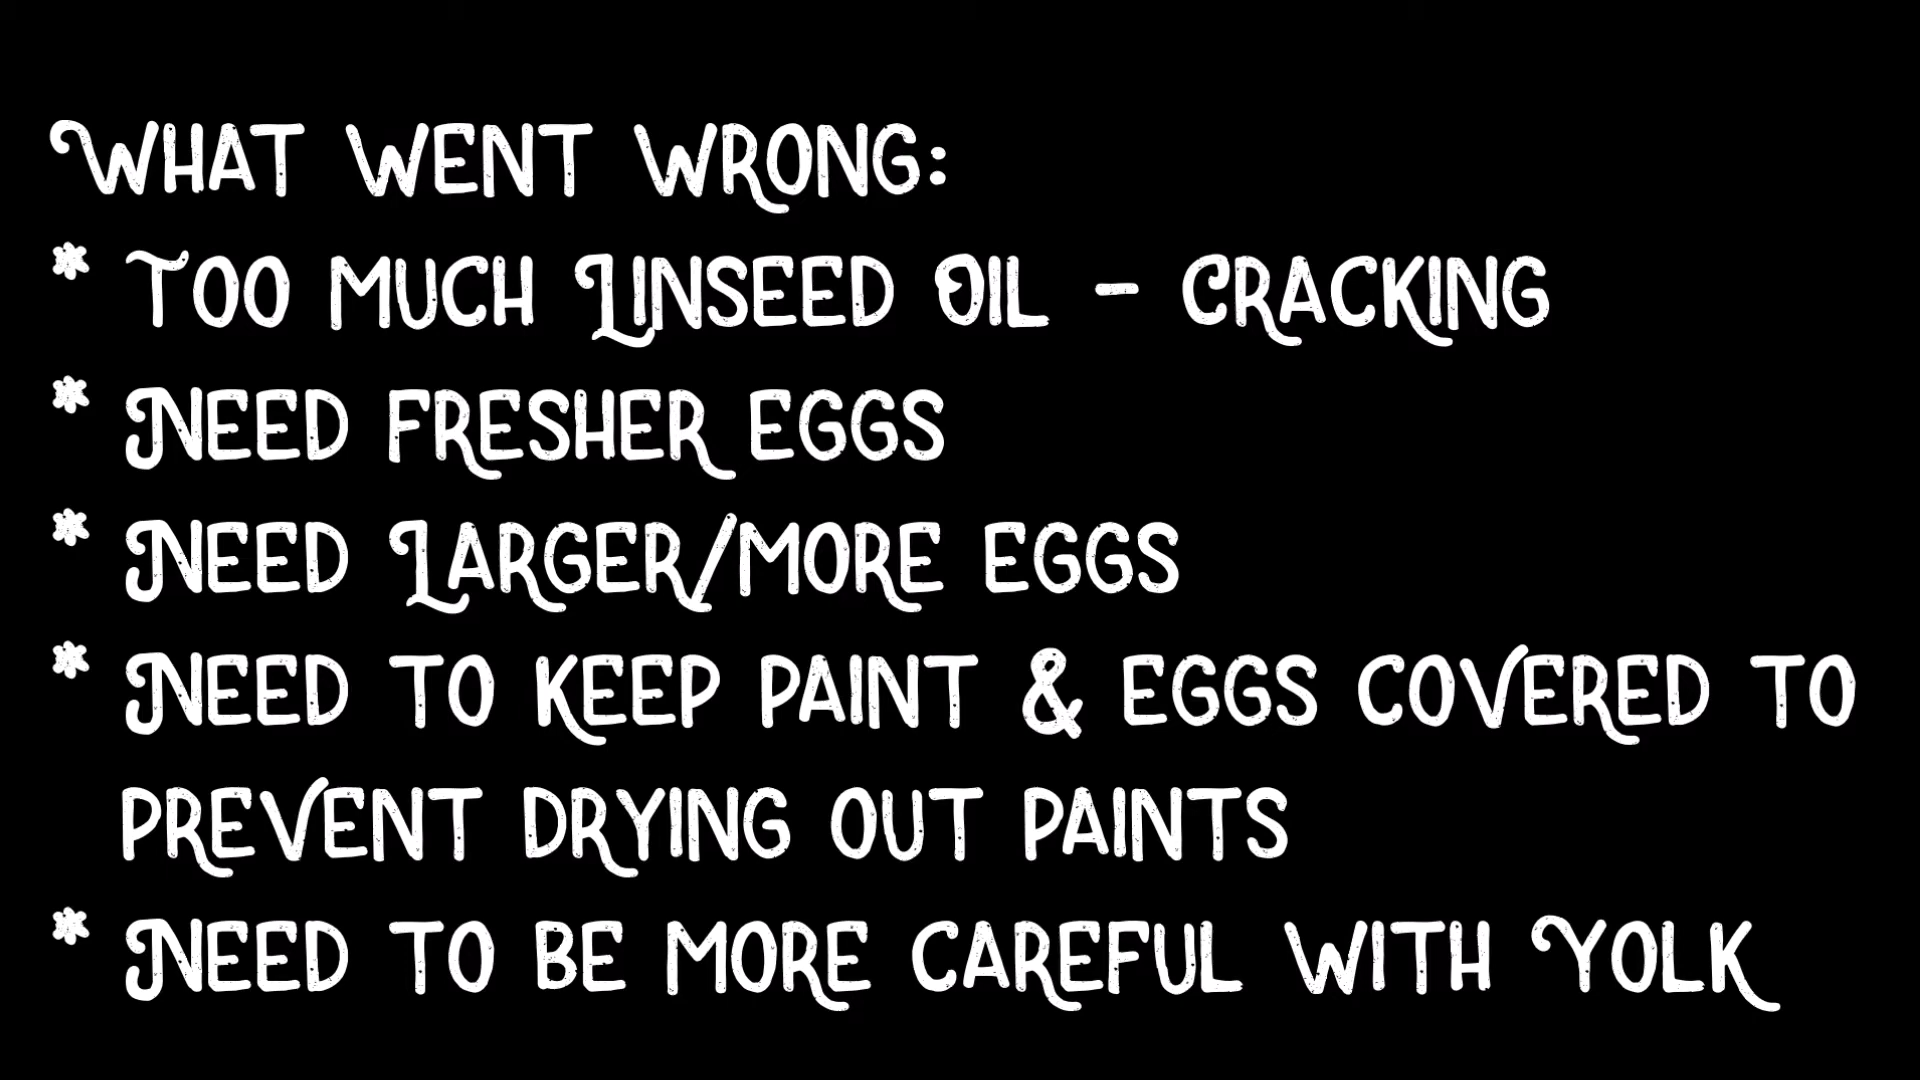 What went wrong:
* Too much Linseed Oil - Cracking
* Need fresher eggs
* Need Larger/more eggs
* Need to keep paint & eggs covered to
prevent drying out paints
* Need to be more careful with Yolk